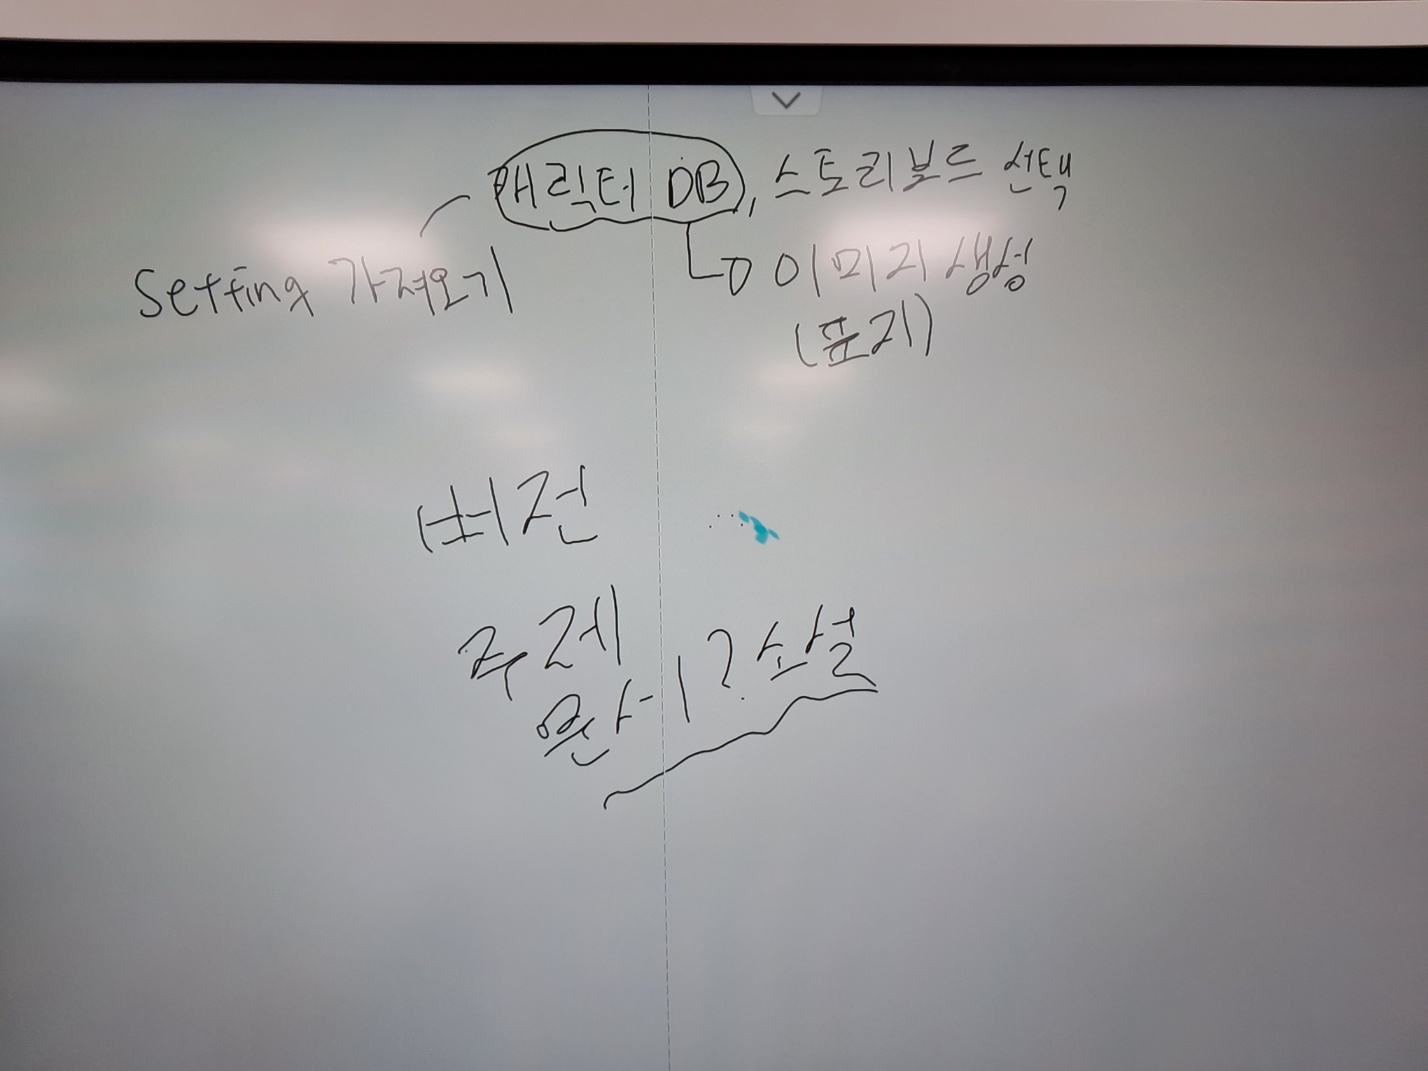 캐릭터 DB, 스토리보드 선택
Setting 가져오기
이미지 생성
(표지)
버전
주제
? 소설